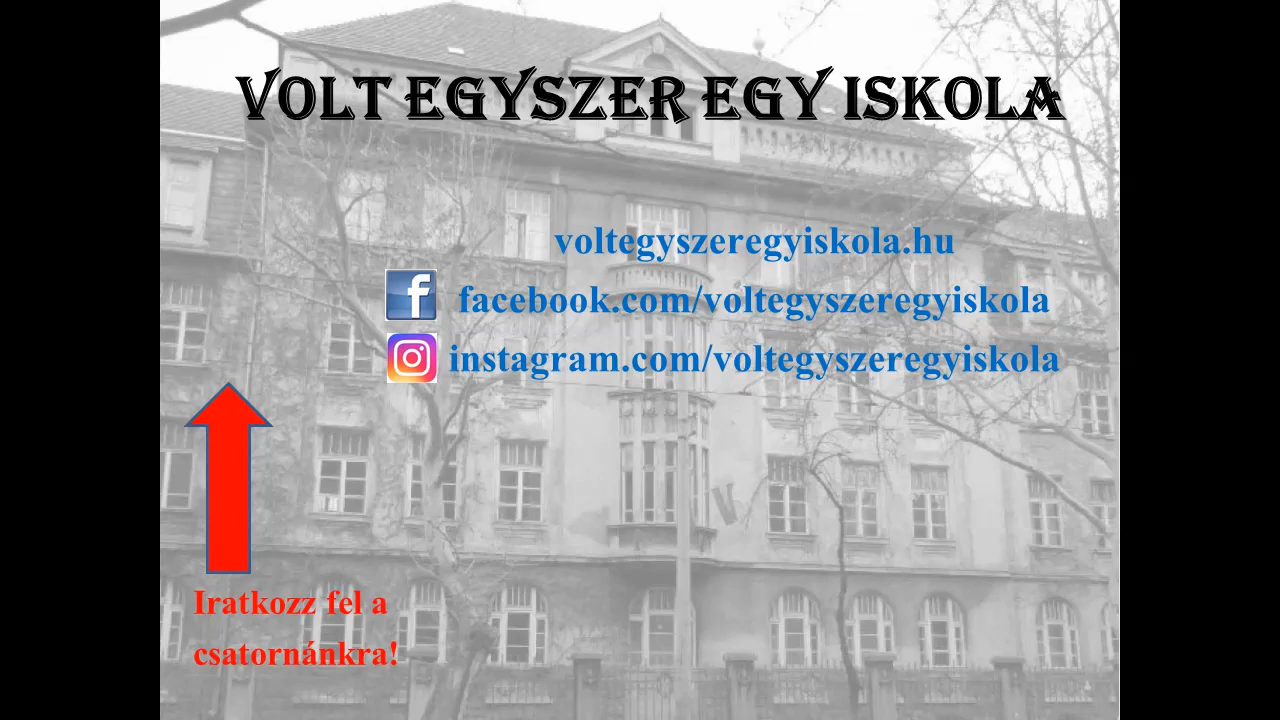 VOLT EGYSZER EGY ISKOLA
voltegyszeregyiskola.hu
facebook.com/voltegyszeregyiskola
instagram.com/voltegyszeregyiskola
Iratkozz fel a
csatornánkra!